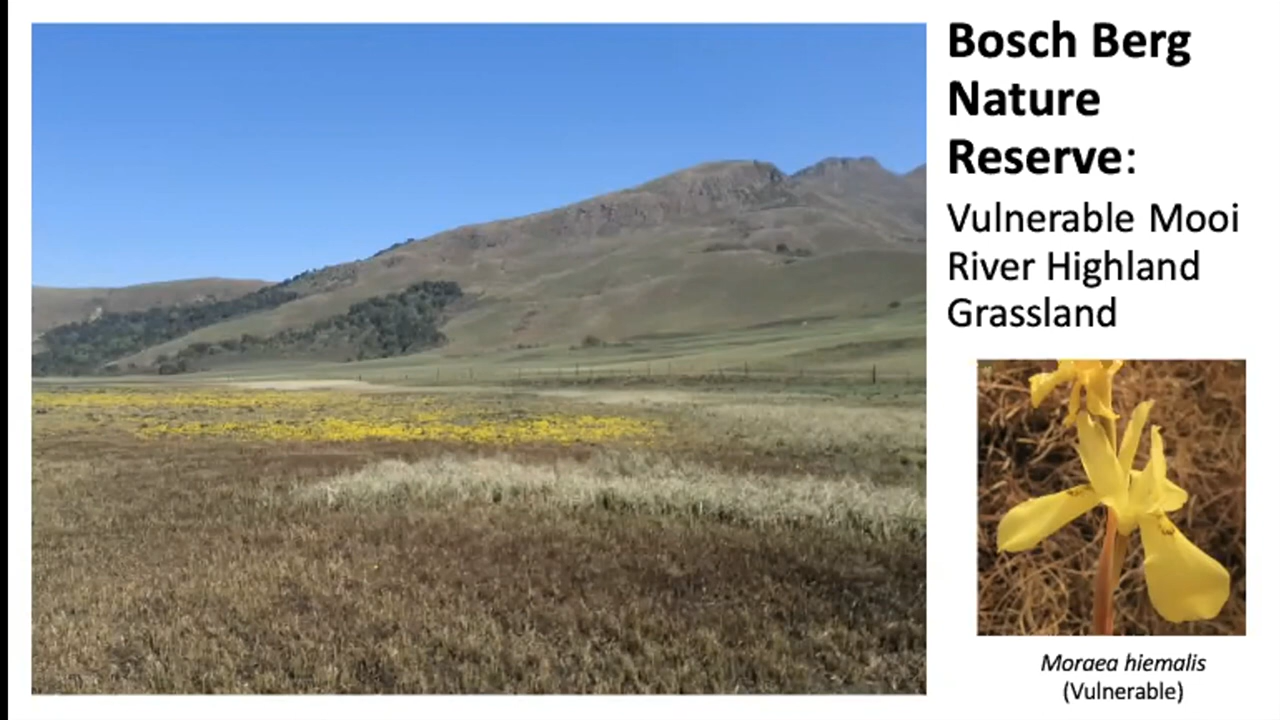 Bosch Berg
Nature
Reserve:
Vulnerable Mooi
River Highland
Grassland
Moraea hiemalis
(Vulnerable)